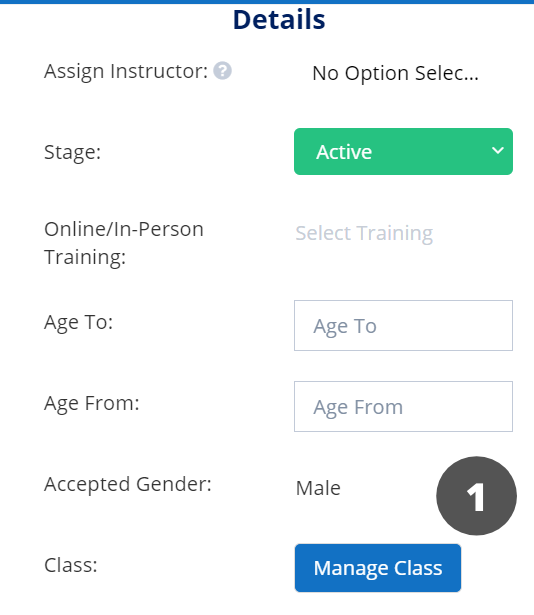 Details
Assign Instructor: ?
No Option Selec...
Stage:
Active
Online/In-Person
Training:
Select Training
Age To:
Age To
Age From:
Age From
Accepted Gender:
Male
1
Class:
Manage Class